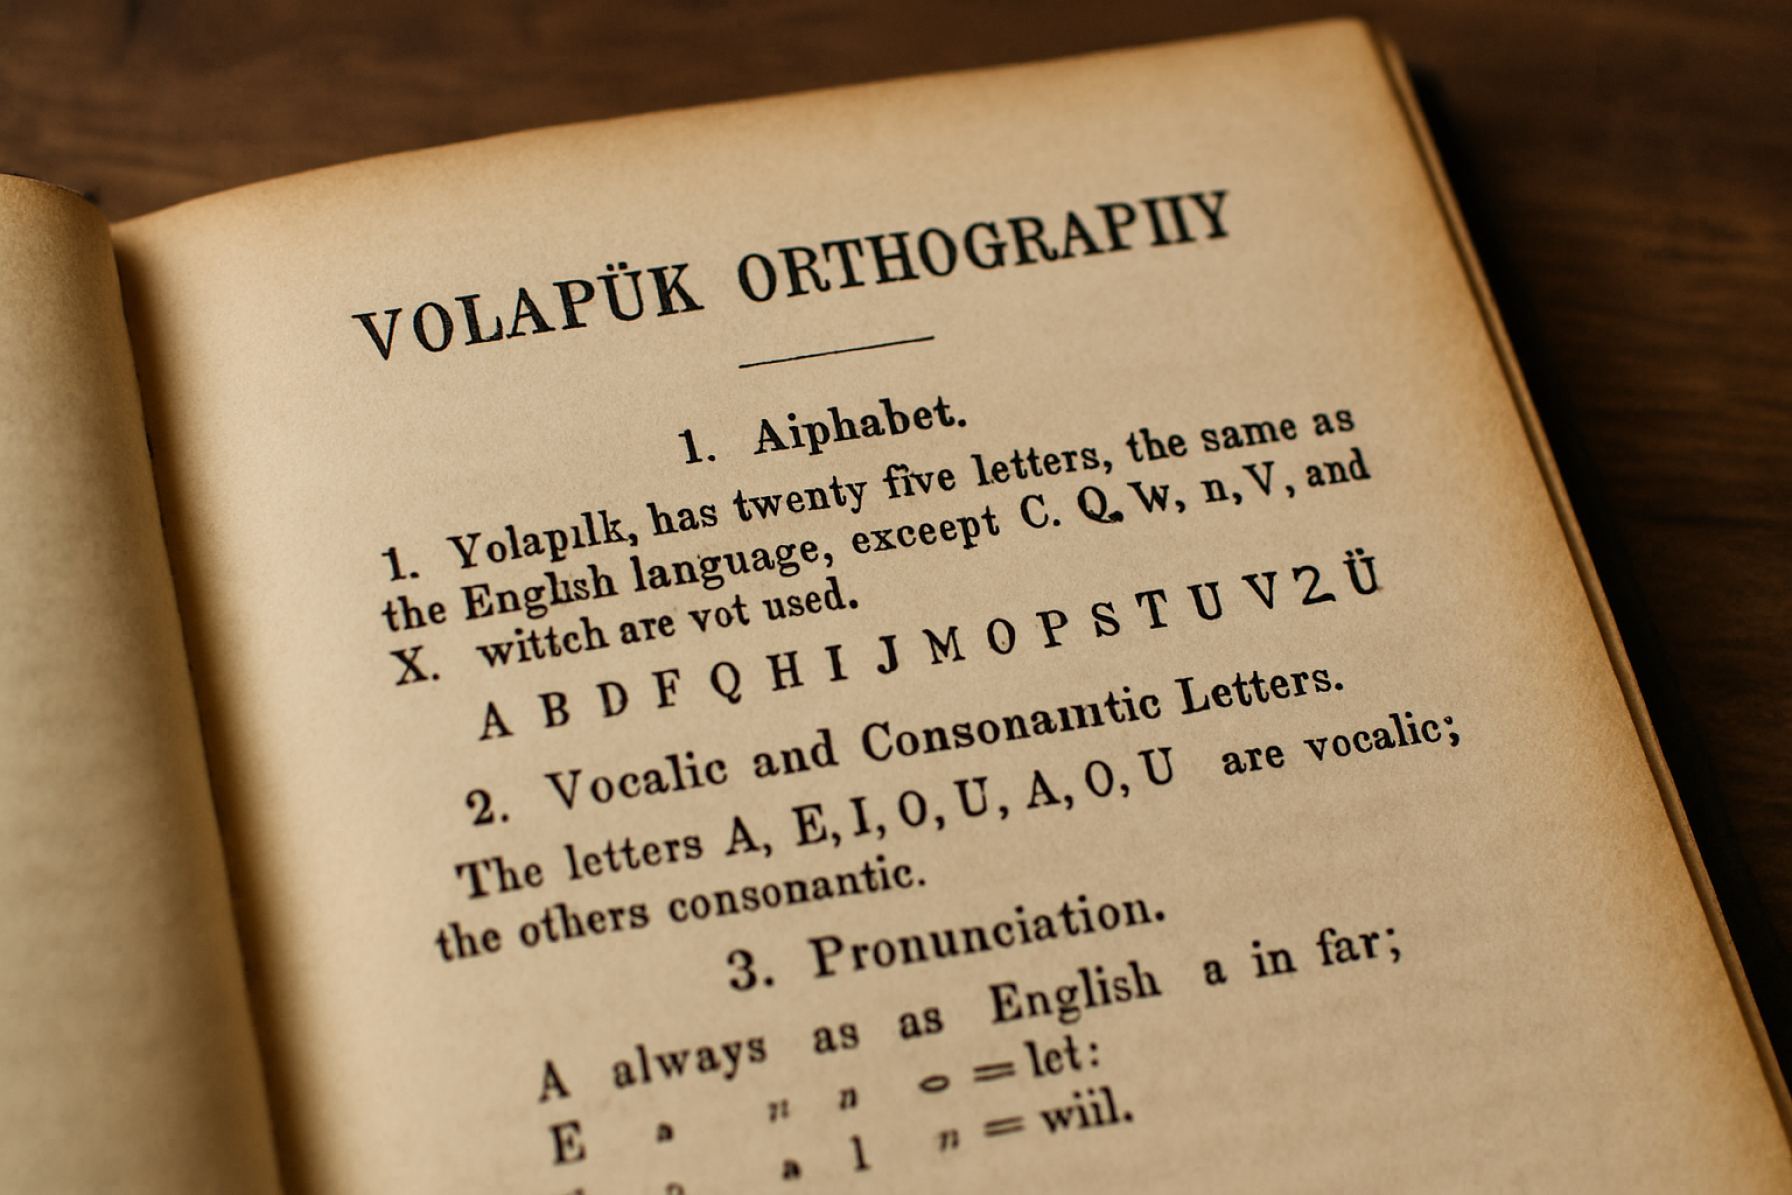 VOLAPÜK ORTHOGRAPIIY
1. Aiphabet.
1. Yolapılk, has twenty five letters, the same as
the Englısh language, exceept C. Q. W, n, V, and
X. wittch are vot used.
A B D F Q H I J M O P S T U V 2 Ü
2. Vocalic and Consonamtic Letters.
The letters A, E, I, O, U, A, O, U are vocalic;
the others consonantic.
3. Pronunciation.
A always as as English a in far;
E a n n o = let:
a 1 n = wiil.